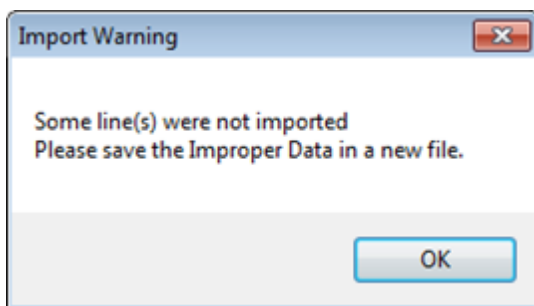 Import Warning
Some line(s) were not imported
Please save the Improper Data in a new file.
OK